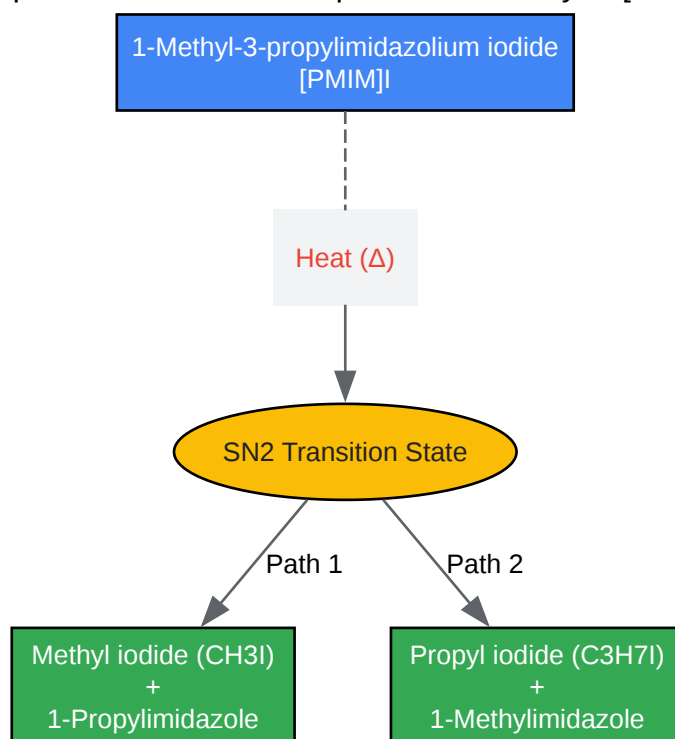 1-Methyl-3-propylimidazolium iodide
[PMIM]I
Heat (Δ)
SN2 Transition State
Path 1
Path 2
Methyl iodide (CH3I)
+
1-Propylimidazole
Propyl iodide (C3H7I)
+
1-Methylimidazole